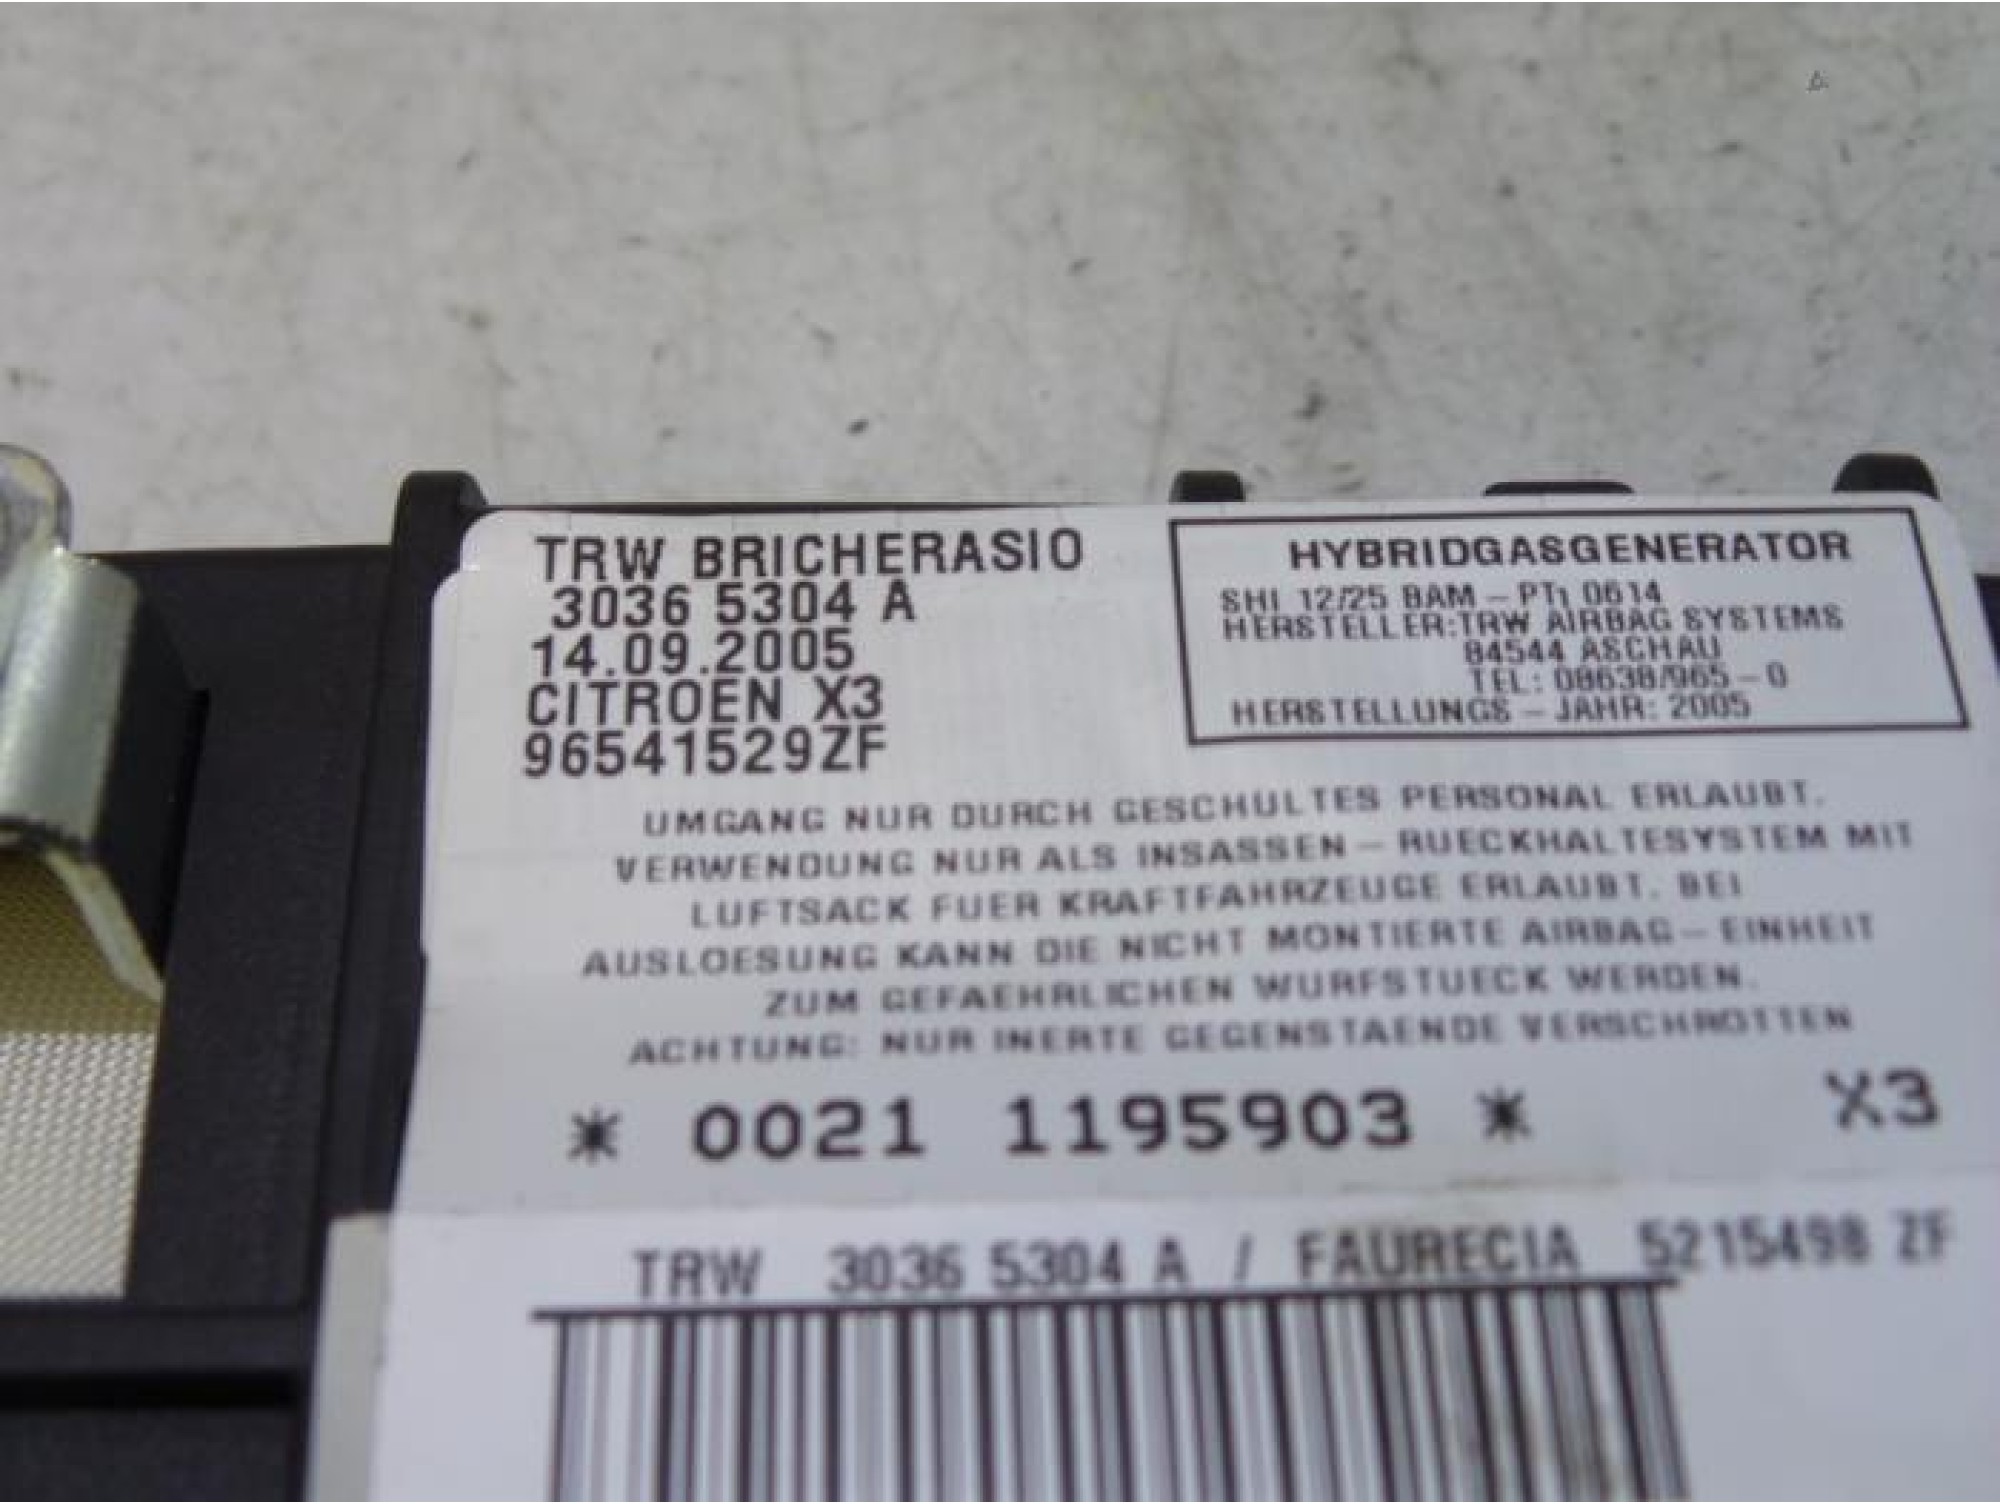 TRW BRICHERASIO
3036 5304 A
14.09.2005
CITROEN X3
96541529ZF
HYBRIDGASGENERATOR
SHI 12/25 BAM - PT1 0614
HERSTELLER:TRW AIRBAG SYSTEMS
84544 ASCHAU
TEL: 08638/965-0
HERSTELLUNGS - JAHR: 2005
UMGANG NUR DURCH GESCHULTES PERSONAL ERLAUBT.
VERWENDUNG NUR ALS INSASSEN - RUECKHALTESYSTEM MIT
LUFTSACK FUER KRAFTFAHRZEUGE ERLAUBT. BEI
AUSLOESUNG KANN DIE NICHT MONTIERTE AIRBAG - EINHEIT
ZUM GEFAEHRLICHEN WURFSTUECK WERDEN.
ACHTUNG: NUR INERTE GEGENSTAENDE VERSCHROTTEN
* 0021 1195903 * X3
TRW 3036 5304 A / FAURECIA 5215498 ZF